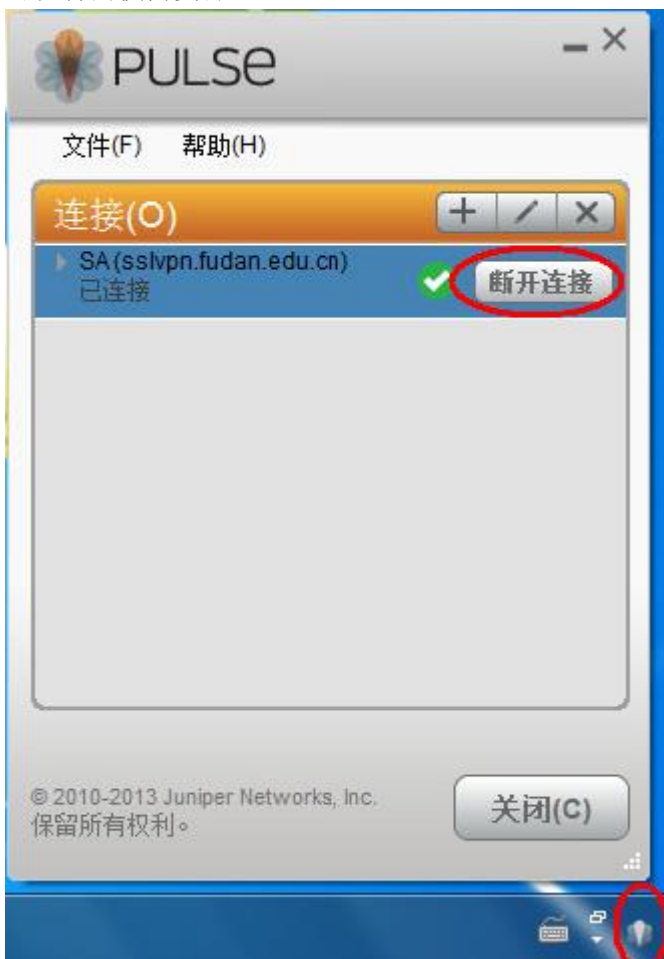 PULSe
文件(F) 帮助(H)
连接(O)
SA (sslvpn.fudan.edu.cn)
已连接
断开连接
© 2010-2013 Juniper Networks, Inc.
保留所有权利。
关闭(C)